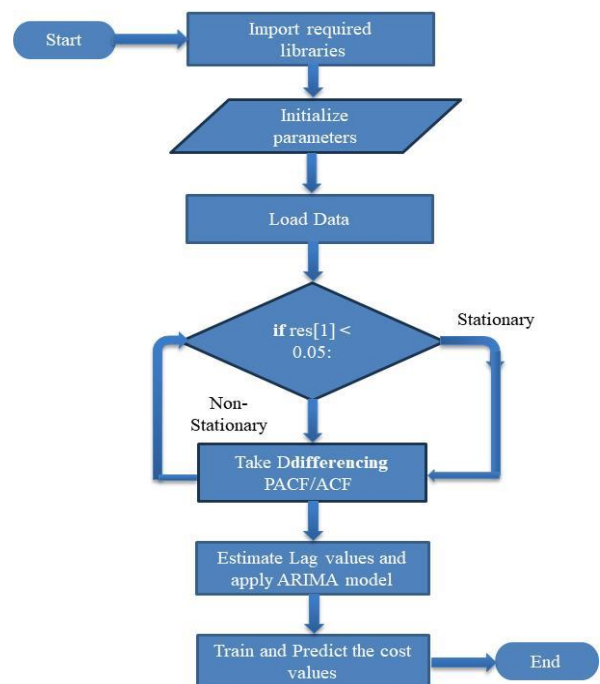 Start
Import required
libraries
Initialize
parameters
Load Data
if res[1] <
0.05:
Stationary
Non-
Stationary
Take Ddifferencing
PACF/ACF
Estimate Lag values and
apply ARIMA model
Train and Predict the cost
values
End